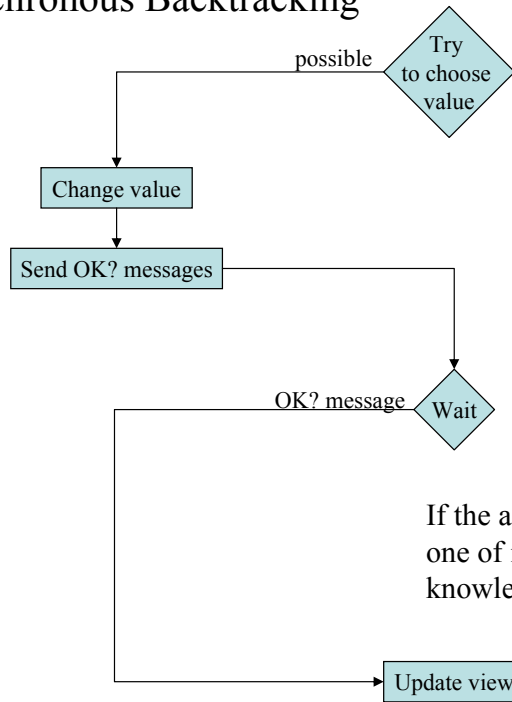 chronous Backtracking
possible
Try
to choose
value
Change value
Send OK? messages
OK? message
Wait
If the a
one of
knowle
Update view